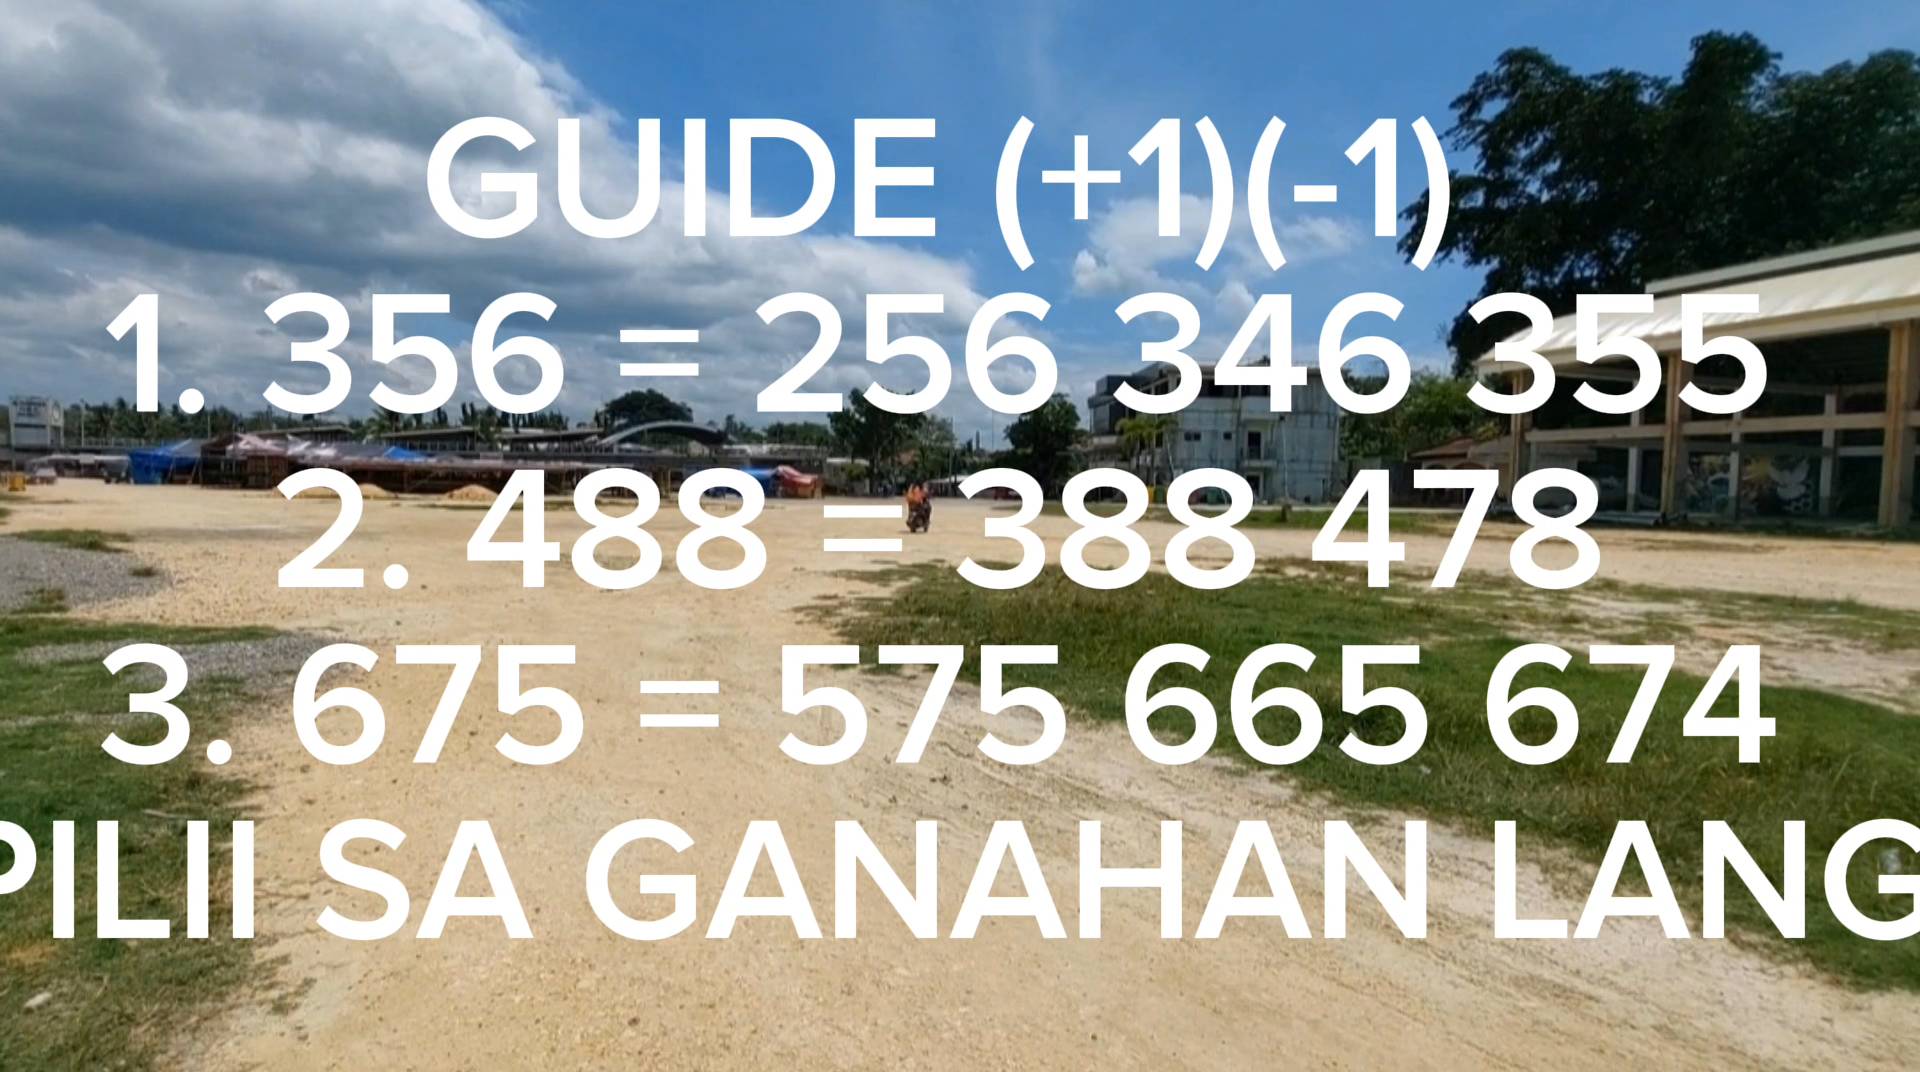 GUIDE (+1)(-1)
1. 356 = 256 346 355
2. 488 = 388 478
3. 675 = 575 665 674
PILII SA GANAHAN LANG